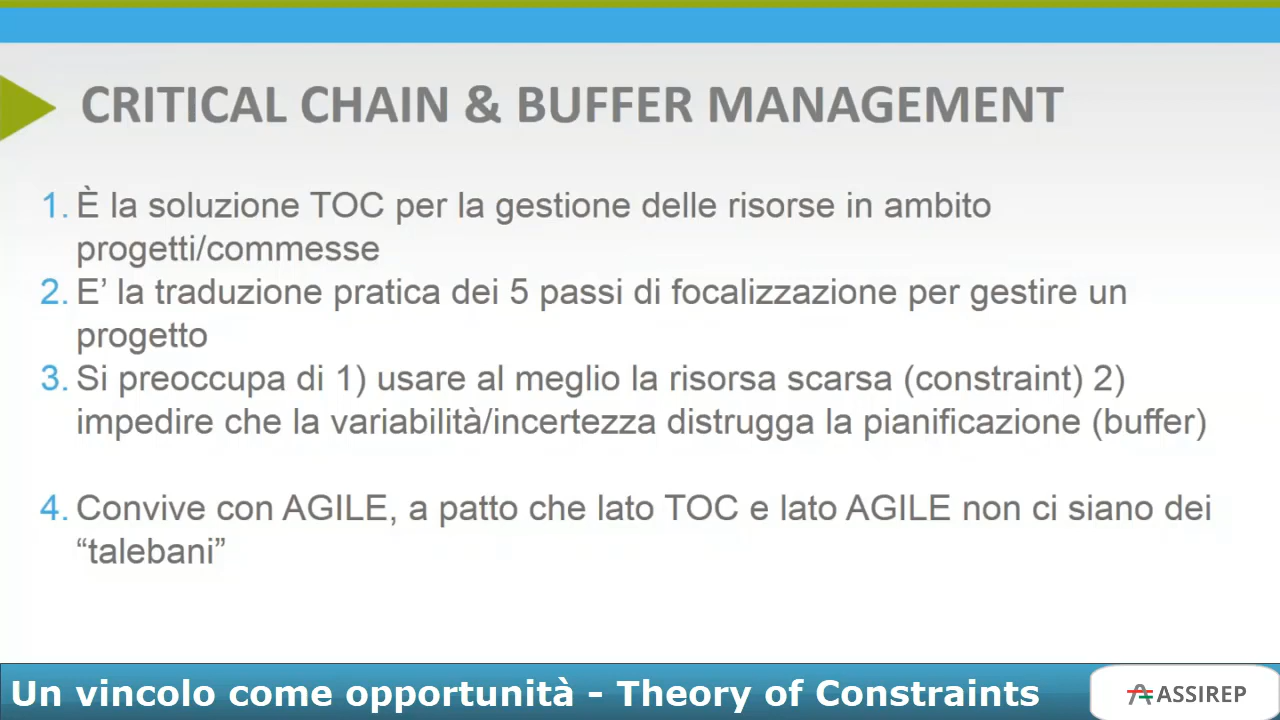 CRITICAL CHAIN & BUFFER MANAGEMENT
1. È la soluzione TOC per la gestione delle risorse in ambito
progetti/commesse
2. E’ la traduzione pratica dei 5 passi di focalizzazione per gestire un
progetto
3. Si preoccupa di 1) usare al meglio la risorsa scarsa (constraint) 2)
impedire che la variabilità/incertezza distrugga la pianificazione (buffer)
4. Convive con AGILE, a patto che lato TOC e lato AGILE non ci siano dei
“talebani”
Un vincolo come opportunità - Theory of Constraints
ASSIREP